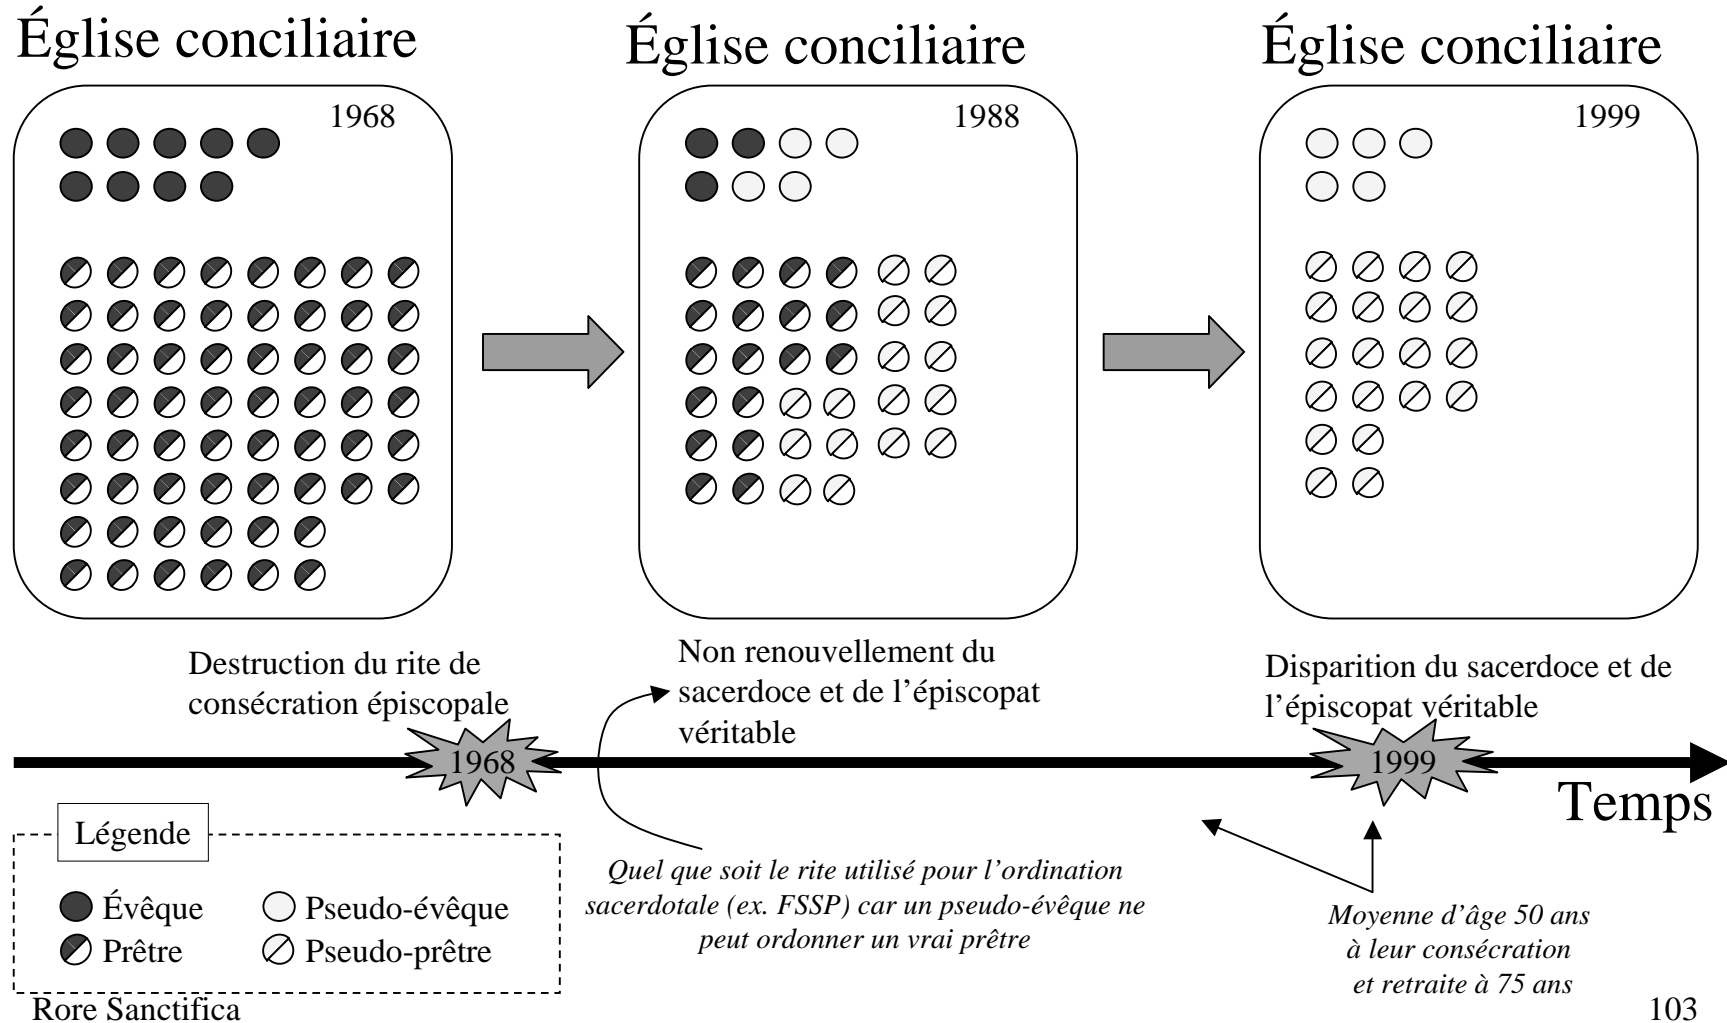 Église conciliaire
Église conciliaire
Église conciliaire
1968
1988
1999
Destruction du rite de
consécration épiscopale
Non renouvellement du
sacerdoce et de l’épiscopat
véritable
Disparition du sacerdoce et de
l’épiscopat véritable
1968
1999
Temps
Légende
Évêque
Pseudo-évêque
Prêtre
Pseudo-prêtre
Quel que soit le rite utilisé pour l’ordination
sacerdotale (ex. FSSP) car un pseudo-évêque ne
peut ordonner un vrai prêtre
Moyenne d’âge 50 ans
à leur consécration
et retraite à 75 ans
Rore Sanctifica
103